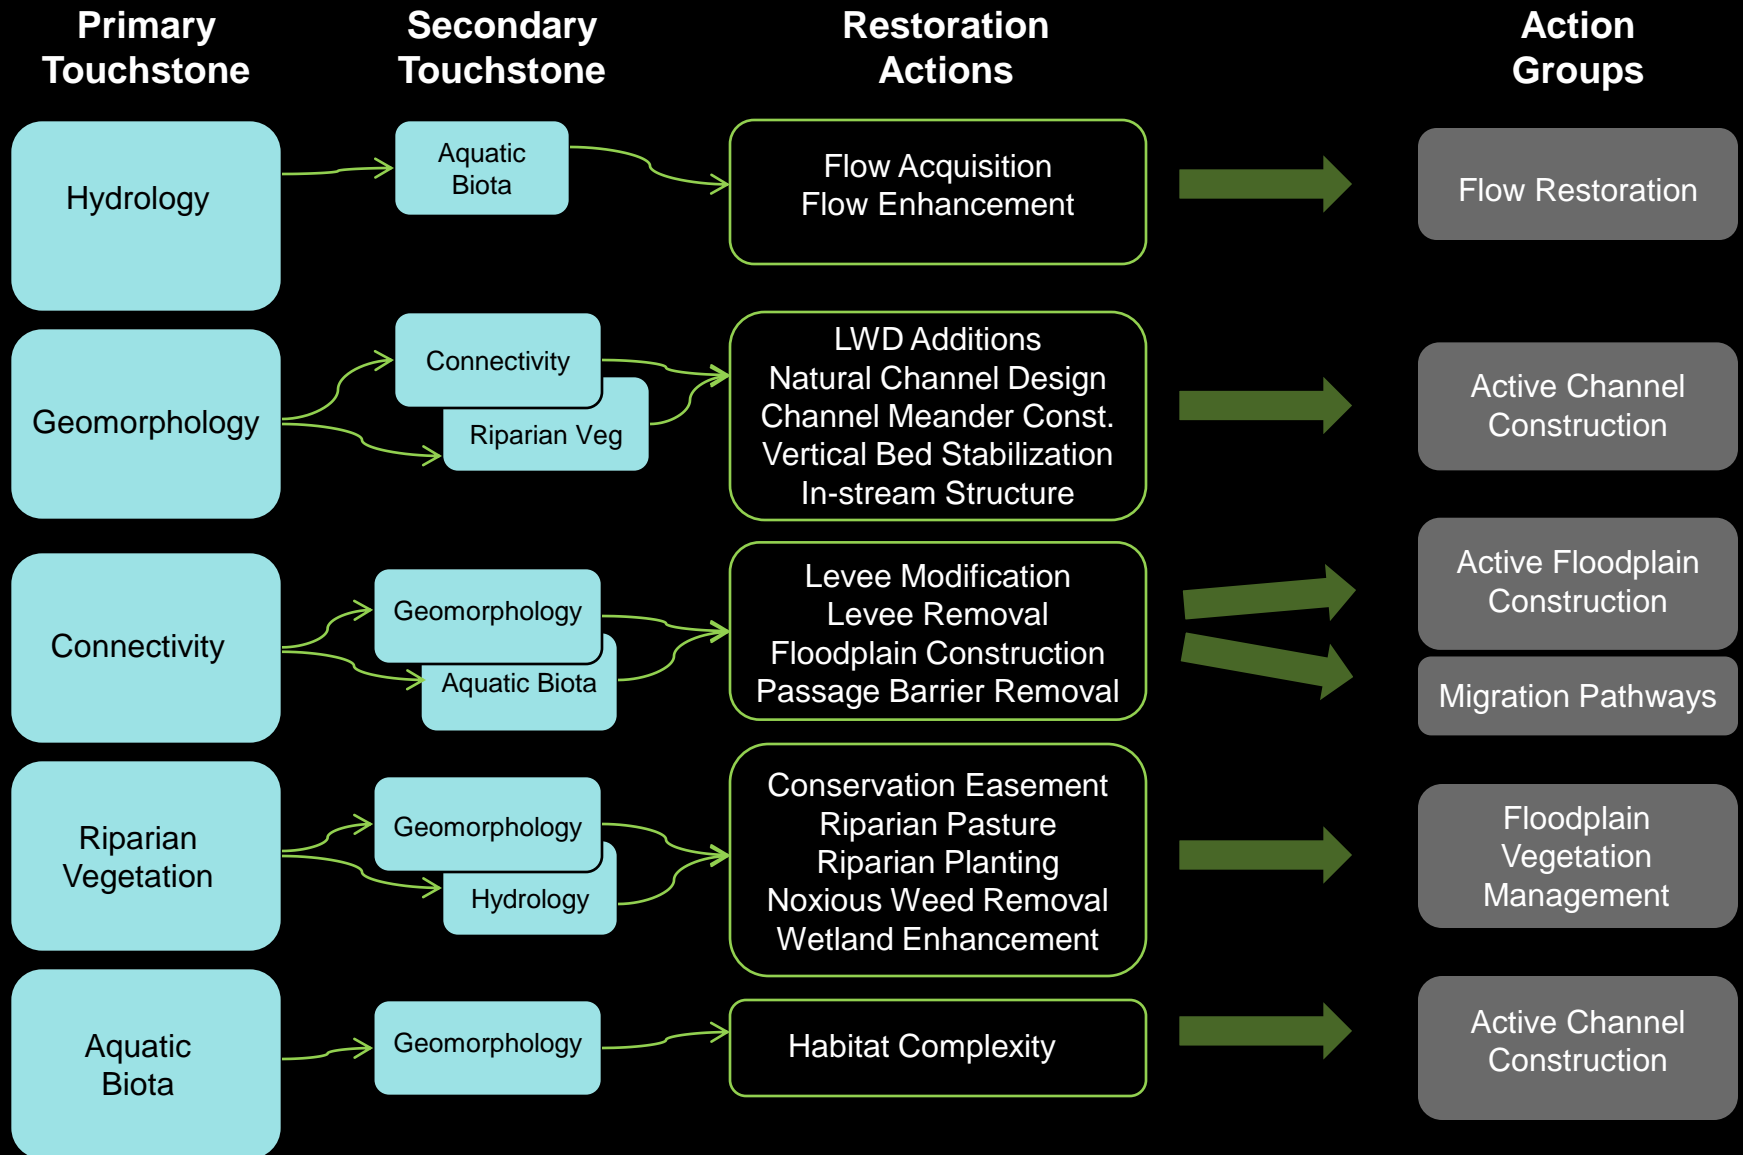 Primary
Touchstone
Secondary
Touchstone
Restoration
Actions
Action
Groups
Hydrology
Aquatic
Biota
Flow Acquisition
Flow Enhancement
Flow Restoration
Geomorphology
Connectivity
Riparian Veg
LWD Additions
Natural Channel Design
Channel Meander Const.
Vertical Bed Stabilization
In-stream Structure
Active Channel
Construction
Connectivity
Geomorphology
Aquatic Biota
Levee Modification
Levee Removal
Floodplain Construction
Passage Barrier Removal
Active Floodplain
Construction
Migration Pathways
Riparian
Vegetation
Geomorphology
Hydrology
Conservation Easement
Riparian Pasture
Riparian Planting
Noxious Weed Removal
Wetland Enhancement
Floodplain
Vegetation
Management
Aquatic
Biota
Geomorphology
Habitat Complexity
Active Channel
Construction